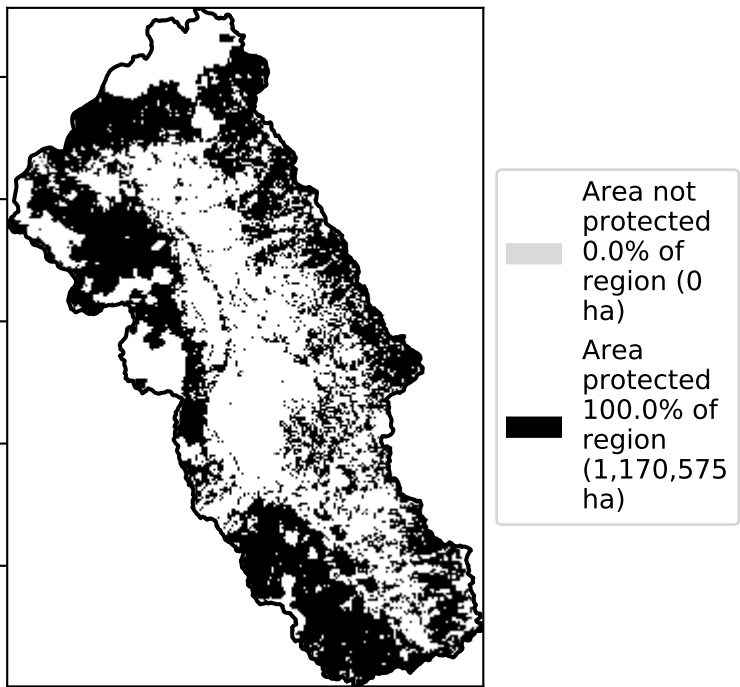 Area not
protected
0.0% of
region (0
ha)
Area
protected
100.0% of
region
(1,170,575
ha)